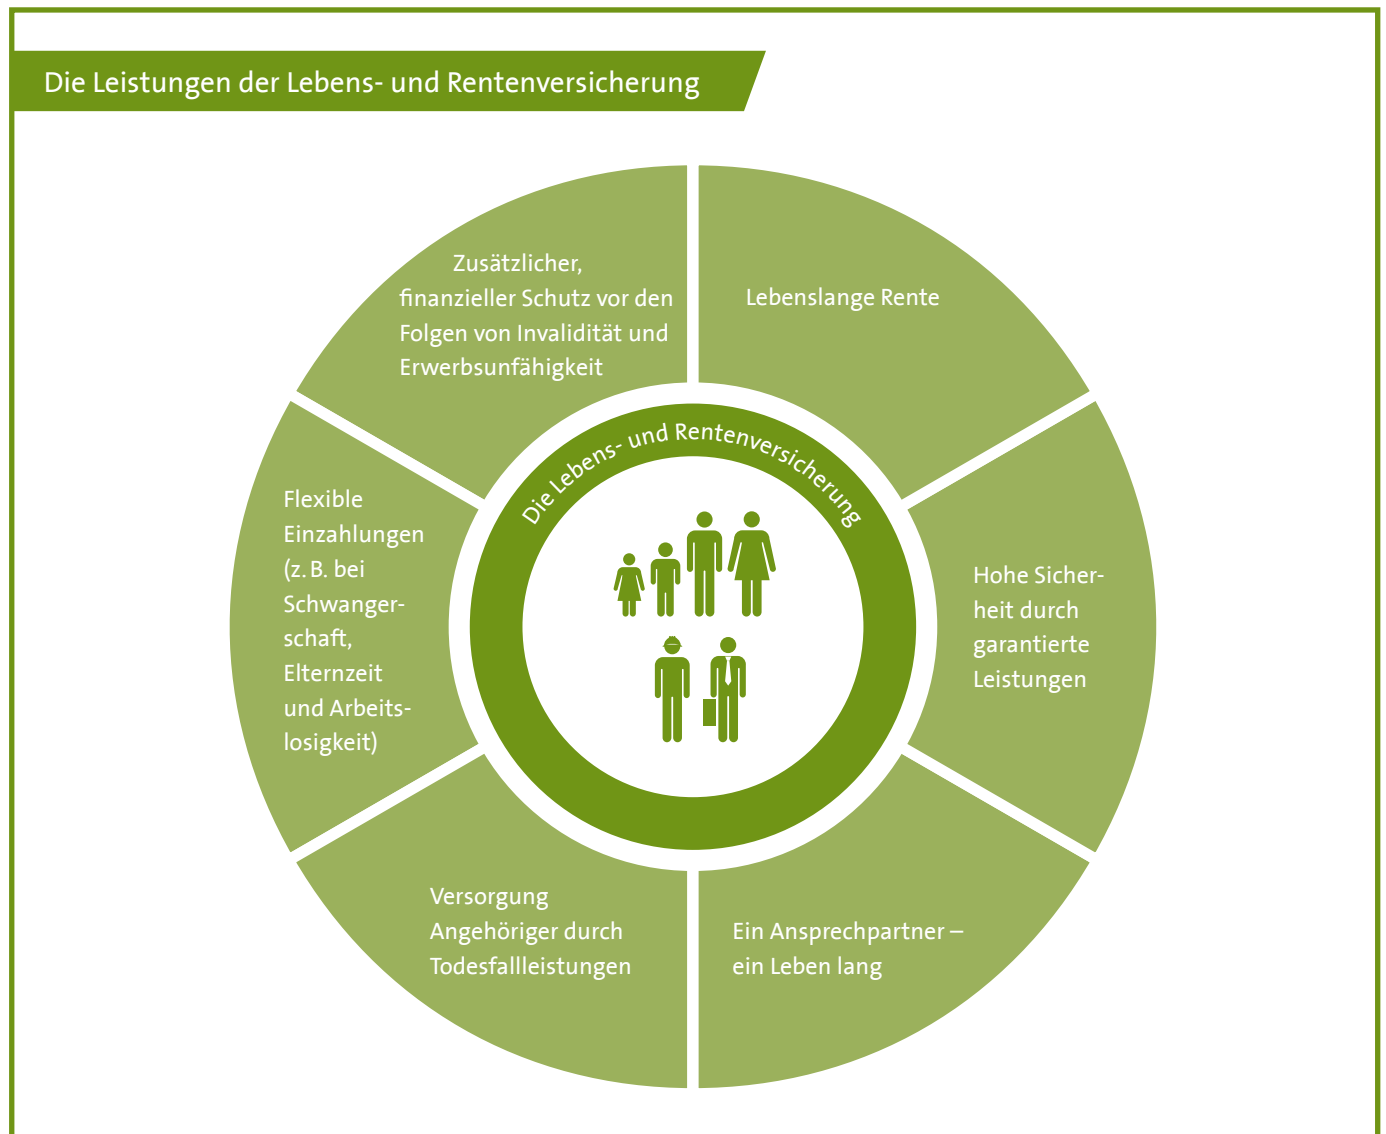 Die Leistungen der Lebens- und Rentenversicherung
Zusätzlicher,
finanzieller Schutz vor den
Folgen von Invalidität und
Erwerbsunfähigkeit
Lebenslange Rente
Die Lebens- und Rentenversicherung
Flexible
Einzahlungen
(z. B. bei
Schwanger-
schaft,
Elternzeit
und Arbeits-
losigkeit)
Hohe Sicher-
heit durch
garantierte
Leistungen
Versorgung
Angehöriger durch
Todesfallleistungen
Ein Ansprechpartner –
ein Leben lang